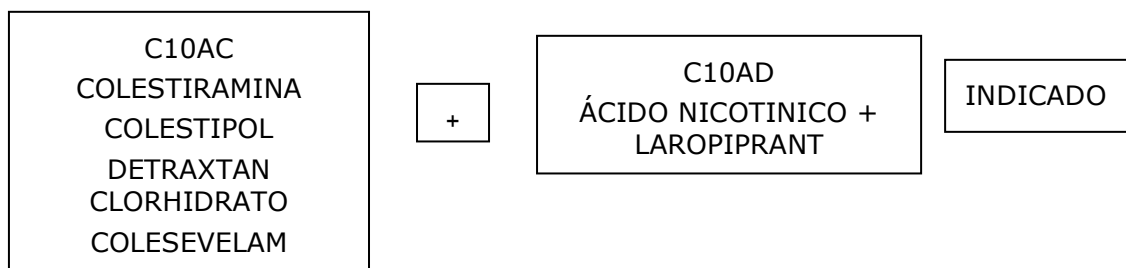 C10AC
COLESTIRAMINA
COLESTIPOL
DETRAXTAN
CLORHIDRATO
COLESEVELAM
+
C10AD
ÁCIDO NICOTINICO +
LAROPIPRANT
INDICADO